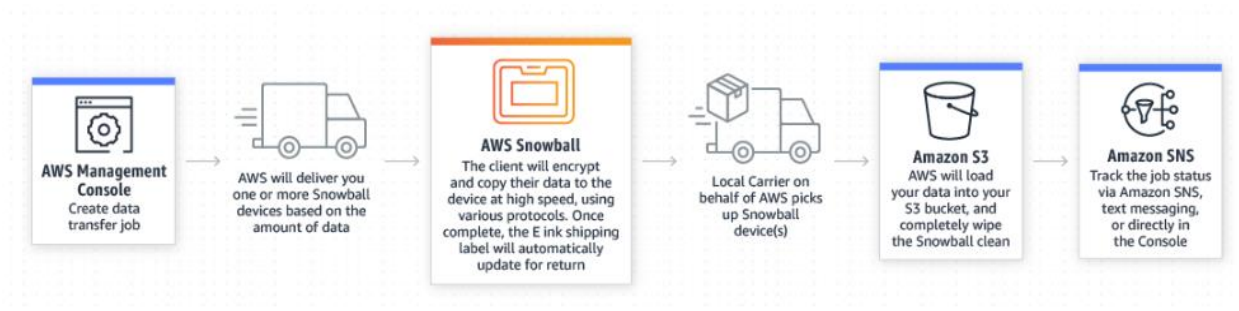 AWS Management
Console
Create data
transfer job
AWS will deliver you
one or more Snowball
devices based on the
amount of data
AWS Snowball
The client will encrypt
and copy their data to the
device at high speed, using
various protocols. Once
complete, the E ink shipping
label will automatically
update for return
Local Carrier on
behalf of AWS picks
up Snowball
device(s)
Amazon S3
AWS will load
your data into your
S3 bucket, and
completely wipe
the Snowball clean
Amazon SNS
Track the job status
via Amazon SNS,
text messaging,
or directly in
the Console